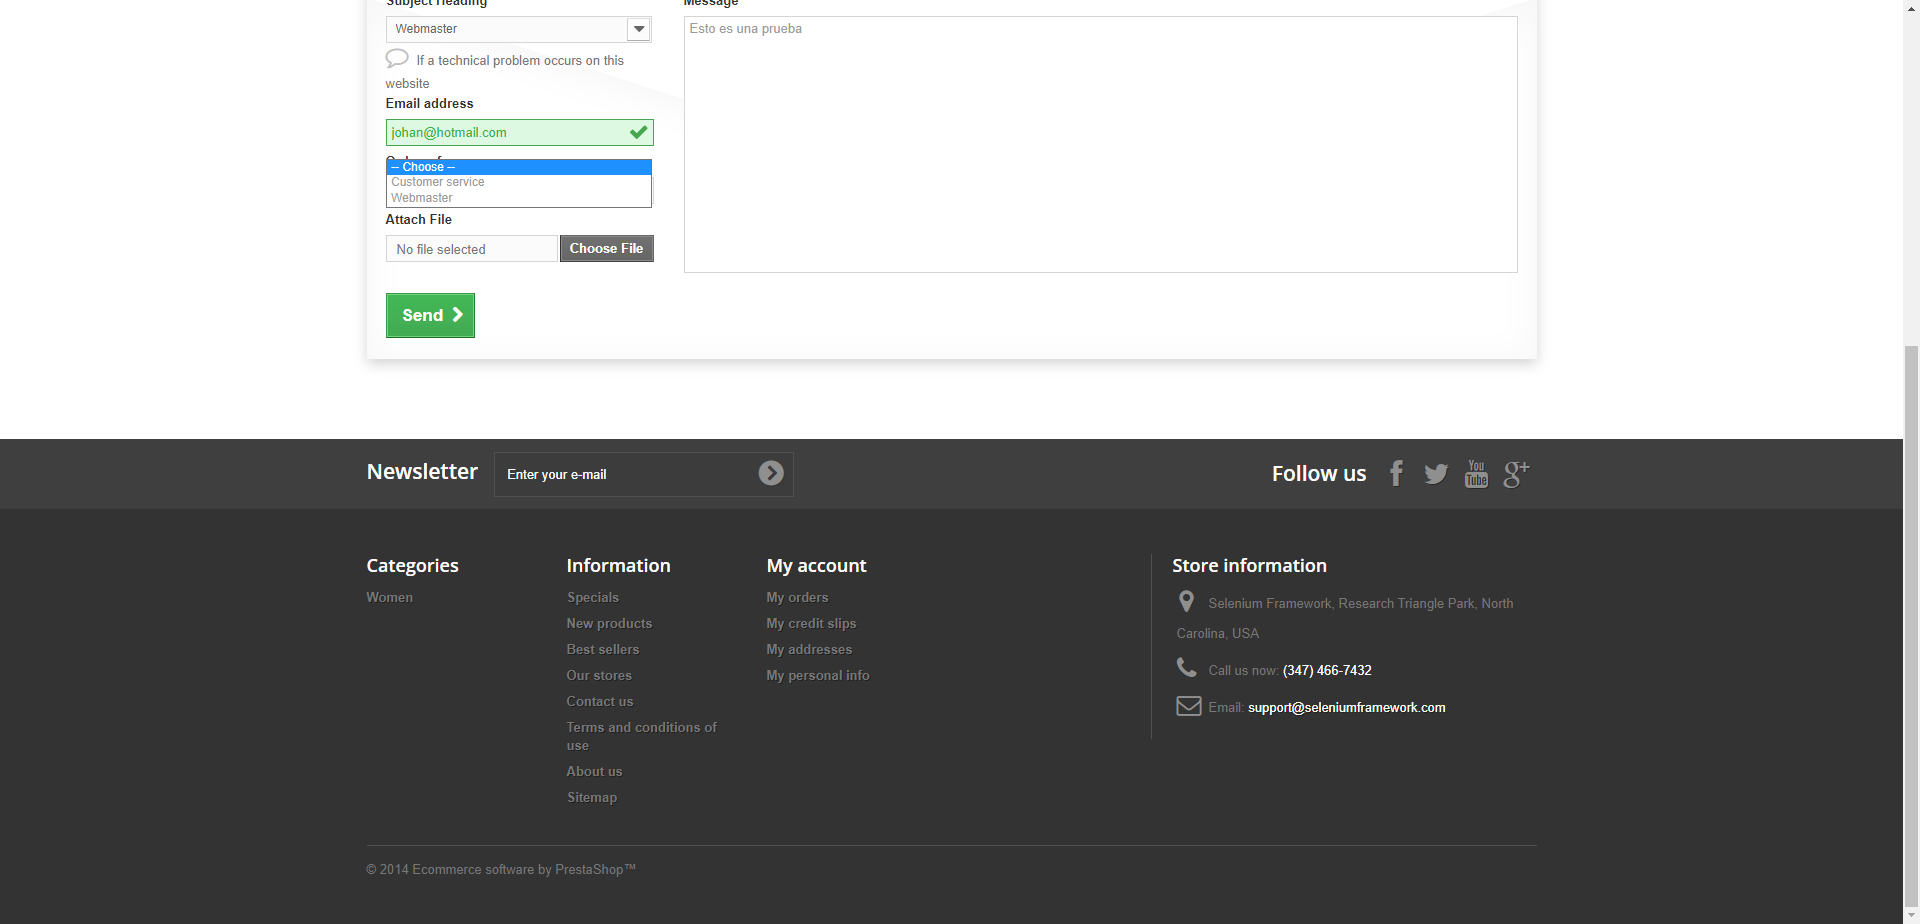 Subject Heading
Message
Webmaster
Esto es una prueba
If a technical problem occurs on this
website
Email address
johan@hotmail.com
-- Choose --
Customer service
Webmaster
Attach File
No file selected
Choose File
Send
Newsletter
Enter your e-mail
Follow us
You
Tube
g+
Categories
Women
Information
Specials
New products
Best sellers
Our stores
Contact us
Terms and conditions of
use
About us
Sitemap
My account
My orders
My credit slips
My addresses
My personal info
Store information
Selenium Framework, Research Triangle Park, North
Carolina, USA
Call us now: (347) 466-7432
Email: support@seleniumframework.com
© 2014 Ecommerce software by PrestaShop™